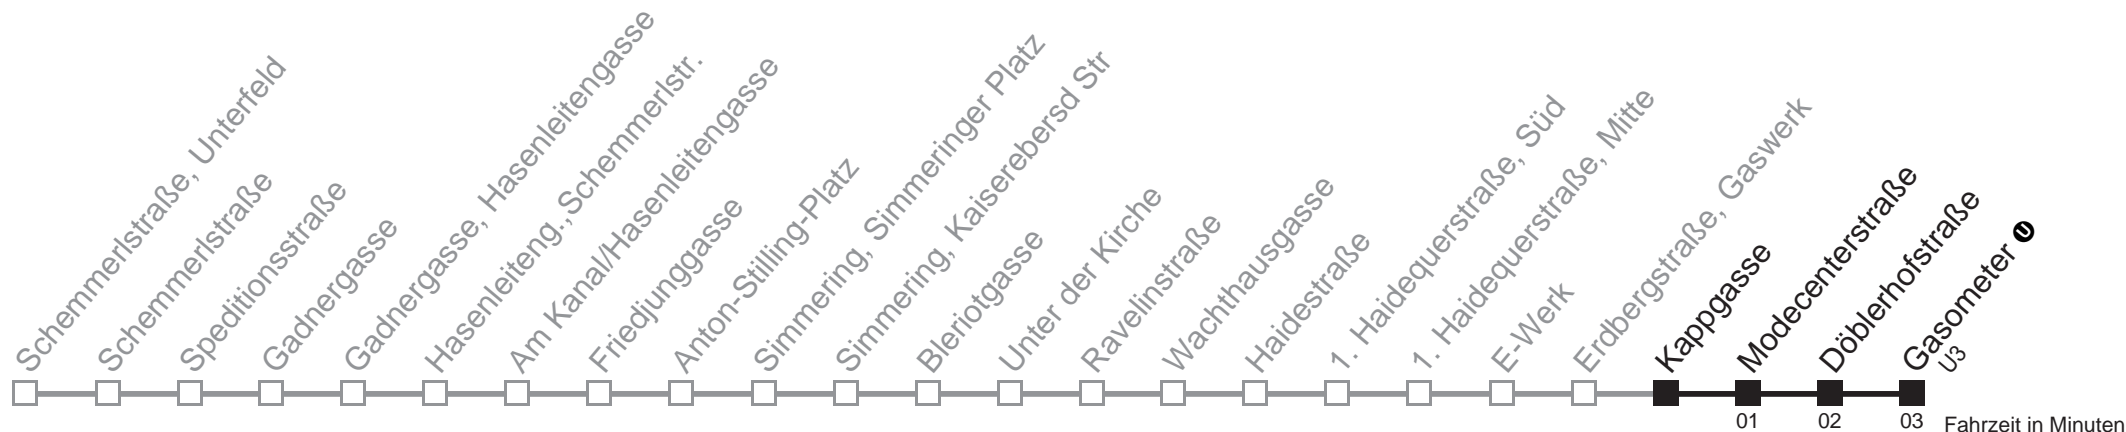 Schemmerlstraße, Unterfeld
Schemmerlstraße
Speditionsstraße
Gadnergasse
Gadnergasse, Hasenleitengasse
Hasenleiteng.,Schemmerlstr.
Am Kanal/Hasenleitengasse
Friedjunggasse
Anton-Stilling-Platz
Simmering, Simmeringer Platz
Simmering, Kaiserebersd Str
Bleriotgasse
Unter der Kirche
Ravelinstraße
Wachthausgasse
Haidestraße
1. Haidequerstraße, Süd
1. Haidequerstraße, Mitte
E-Werk
Erdbergstraße, Gaswerk
Kappgasse
Modecenterstraße
Döblerhofstraße
Gasometer U
U3
01 02 03 Fahrzeit in Minuten